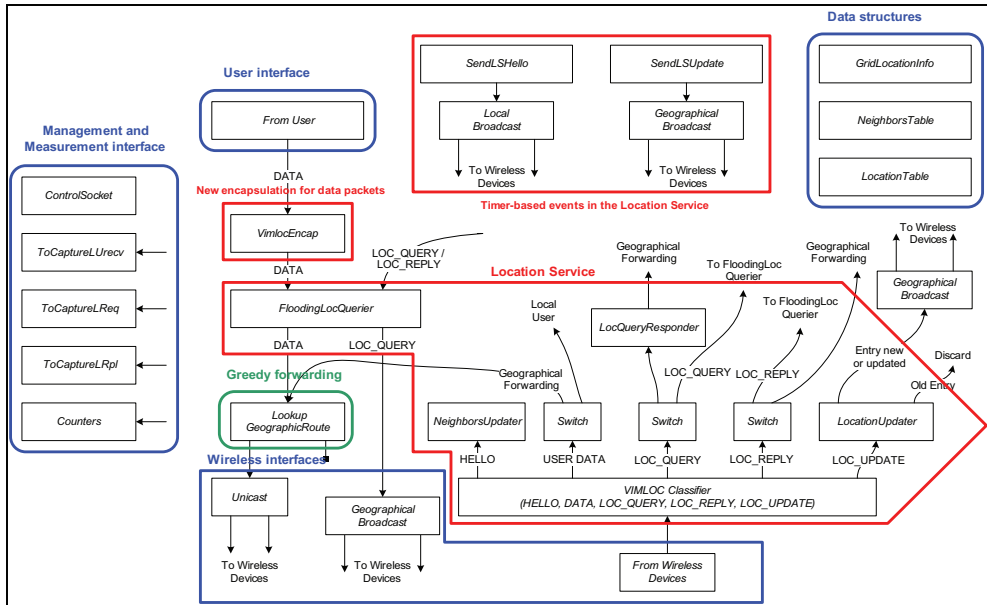 Data structures
GridLocationInfo
NeighborsTable
LocationTable
User interface
From User
DATA
Management and
Measurement interface
ControlSocket
ToCaptureLUrecv
ToCaptureLReq
ToCaptureLRpl
Counters
SendLSHello
SendLSUpdate
Local
Broadcast
Geographical
Broadcast
To Wireless
Devices
To Wireless
Devices
Timer-based events in the Location Service
New encapsulation for data packets
VimlocEncap
DATA
LOC_QUERY /
LOC_REPLY
Location Service
FloodingLocQuerier
DATA
LOC_QUERY
Geographical
Forwarding
To FloodingLoc
Querier
Geographical
Forwarding
To Wireless
Devices
Geographical
Broadcast
Local
User
LocQueryResponder
To FloodingLoc
Querier
Entry new
or updated
Discard
Old Entry
LOC_QUERY
LOC_REPLY
Greedy forwarding
Geographical
Forwarding
Lookup
GeographicRoute
NeighborsUpdater
Switch
Switch
Switch
LocationUpdater
HELLO
USER DATA
LOC_QUERY
LOC_REPLY
LOC_UPDATE
VIMLOC Classifier
(HELLO, DATA, LOC_QUERY, LOC_REPLY, LOC_UPDATE)
Wireless interfaces
Unicast
Geographical
Broadcast
To Wireless
Devices
To Wireless
Devices
From Wireless
Devices